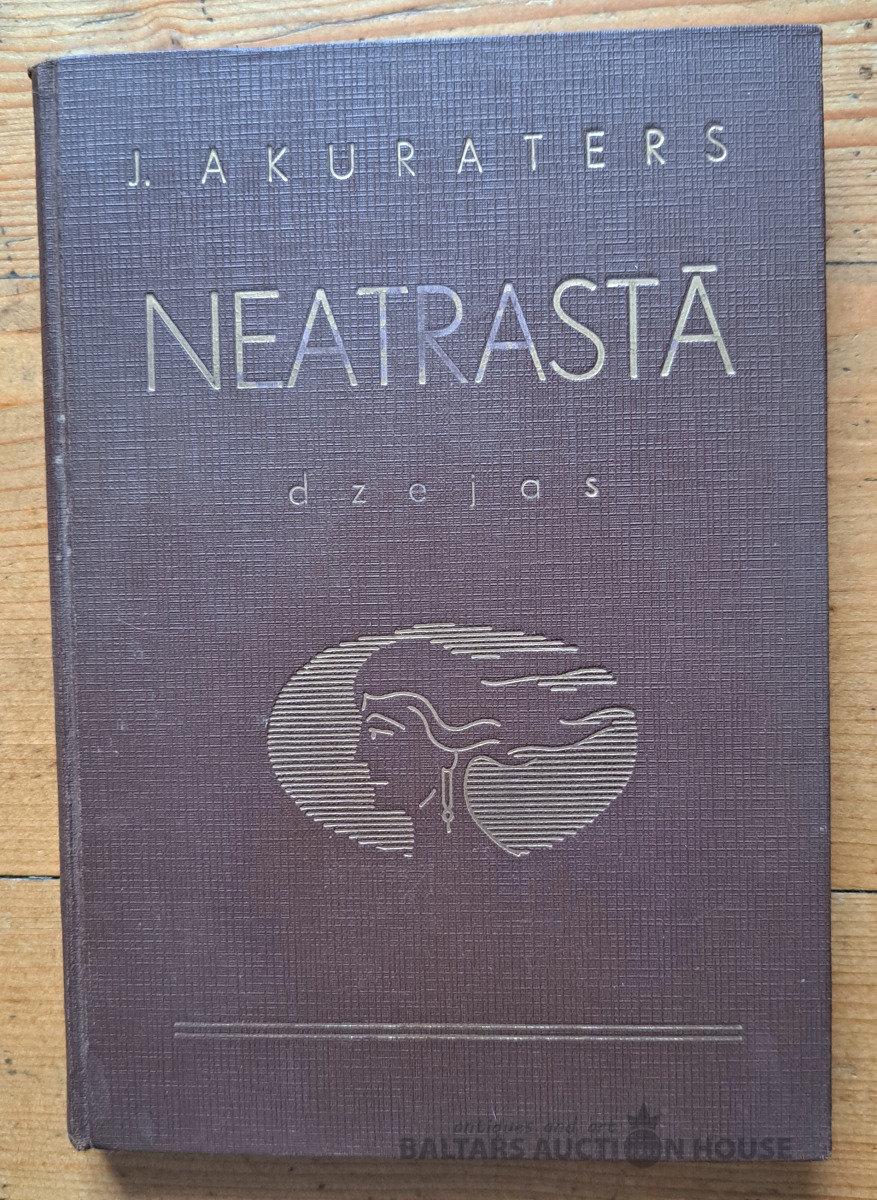 J. AKURATERS
NEATRASTĀ
dzejas
antiques and art
BALTARS AUCTION HOUSE